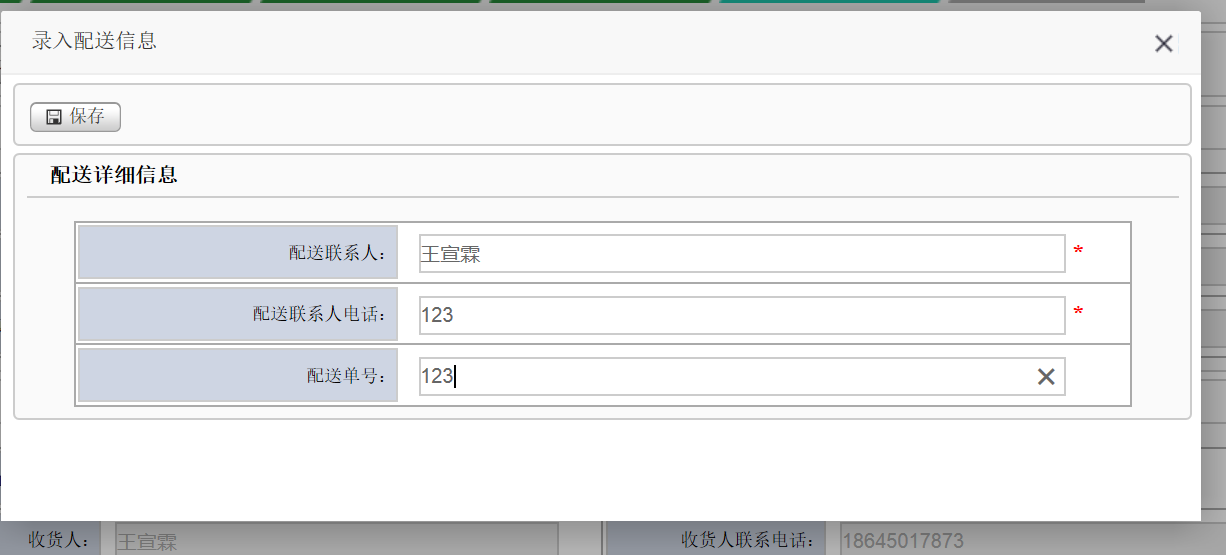 录入配送信息
保存
配送详细信息
配送联系人： 王宣霖 *
配送联系人电话： 123 *
配送单号： 123
收货人： 王宣霖 收货人联系电话： 18645017873